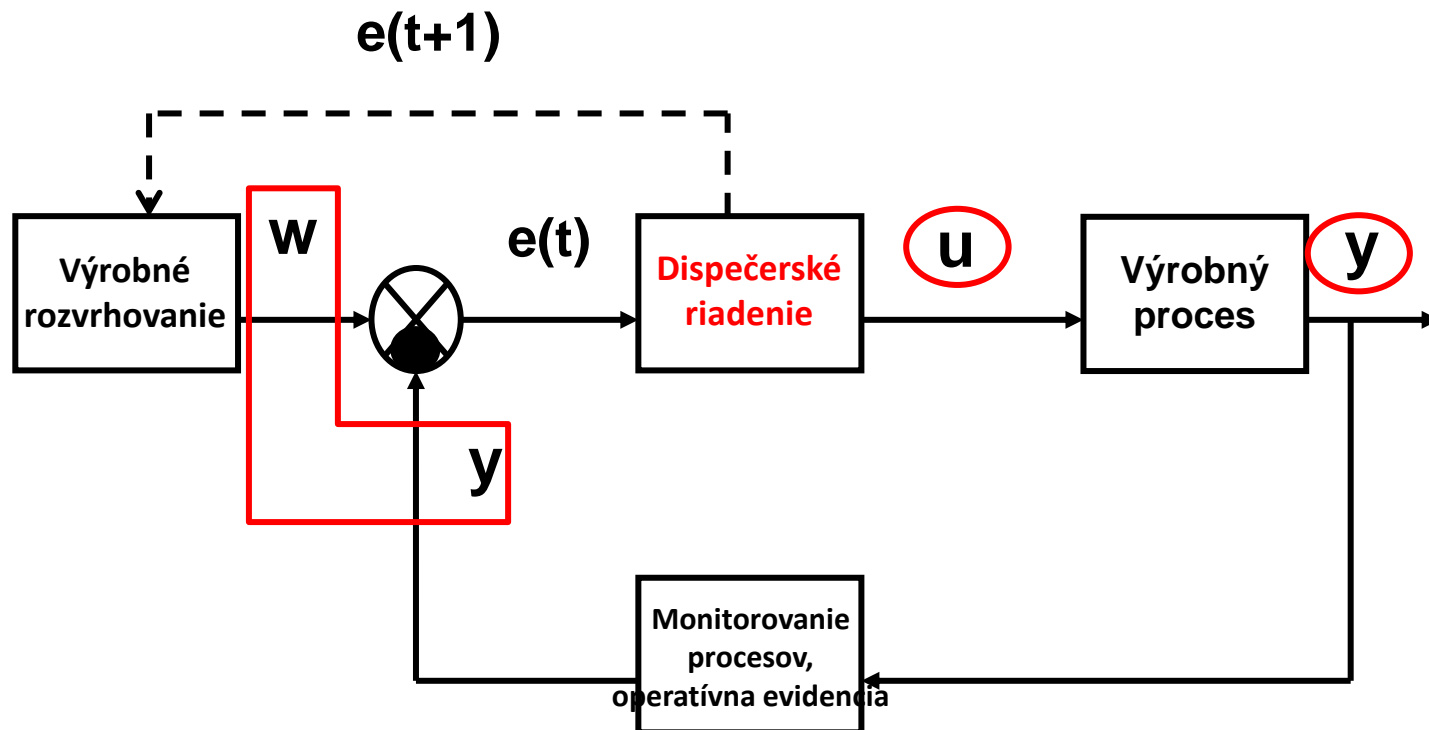 e(t+1)
Výrobné
rozvrhovanie
w
e(t)
Dispečerské
riadenie
u
Výrobný
proces
y
y
Monitorovanie
procesov,
operatívna evidencia